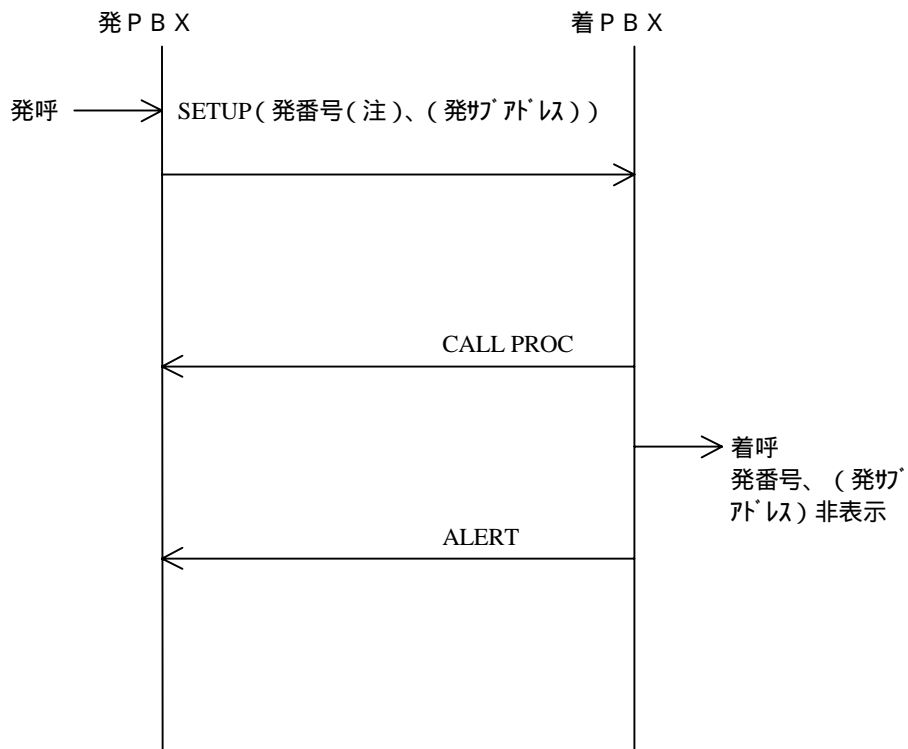 発ＰＢＸ
着ＰＢＸ
発呼
SETUP(発番号(注)、(発ｻﾌﾞｱﾄﾞﾚｽ))
CALL PROC
着呼
発番号、(発ｻﾌﾞ
ｱﾄﾞﾚｽ)非表示
ALERT